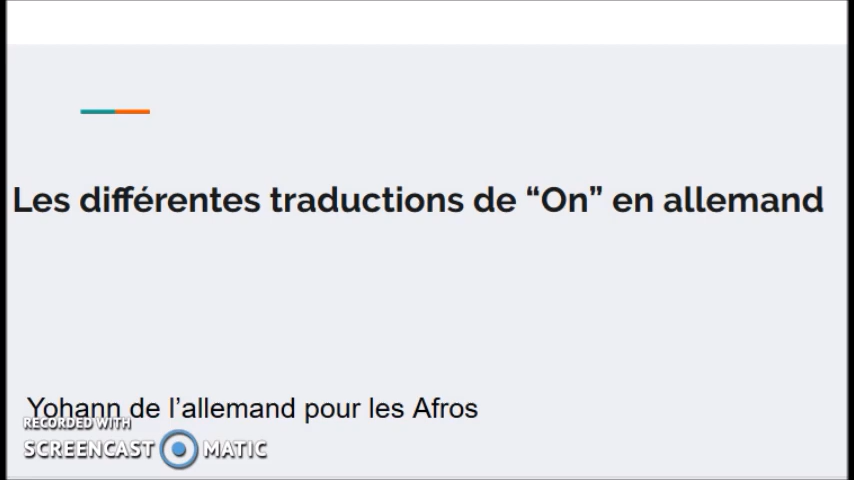 Les différentes traductions de “On” en allemand
Yohann de l’allemand pour les Afros
RECORDED WITH
SCREENCAST MATIC